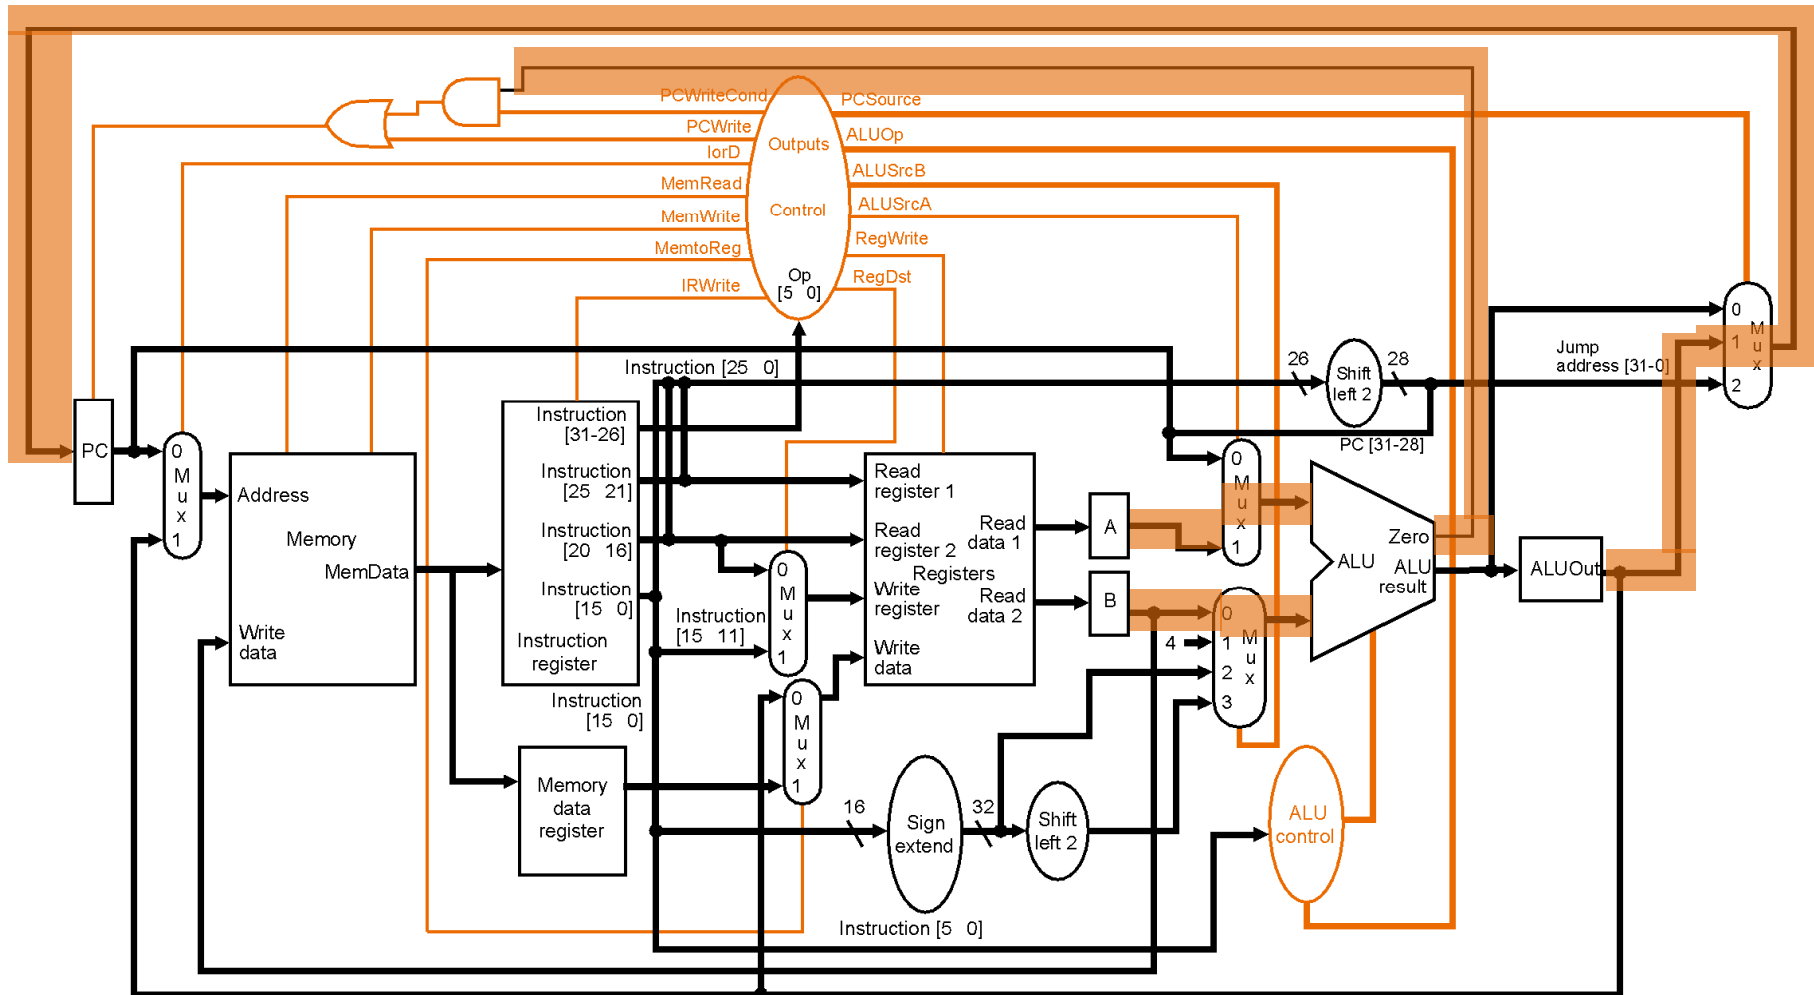 PCWriteCond
PCSource
PCWrite
ALUOp
Outputs
IorD
ALUSrcB
MemRead
ALUSrcA
Control
MemWrite
RegWrite
MemtoReg
Op
[5 0]
RegDst
IRWrite
0
M
u
x
1
2
Jump
address [31-0]
Instruction [25 0]
26
Shift
left 2
28
PC [31-28]
PC
0
M
u
x
1
Address
Memory
MemData
Write
data
Instruction
[31-26]
Instruction
[25 21]
Instruction
[20 16]
Instruction
[15 0]
Instruction
register
Instruction
[15 11]
0
M
u
x
1
Read
register 1
Read
register 2
Registers
Write
register
Write
data
Read
data 1
Read
data 2
A
B
0
M
u
x
1
4
0
1
2
3
M
u
x
Zero
ALU
ALU
result
ALUOut
Instruction
[15 0]
Memory
data
register
0
M
u
x
1
16
Sign
extend
32
Shift
left 2
ALU
control
Instruction [5 0]